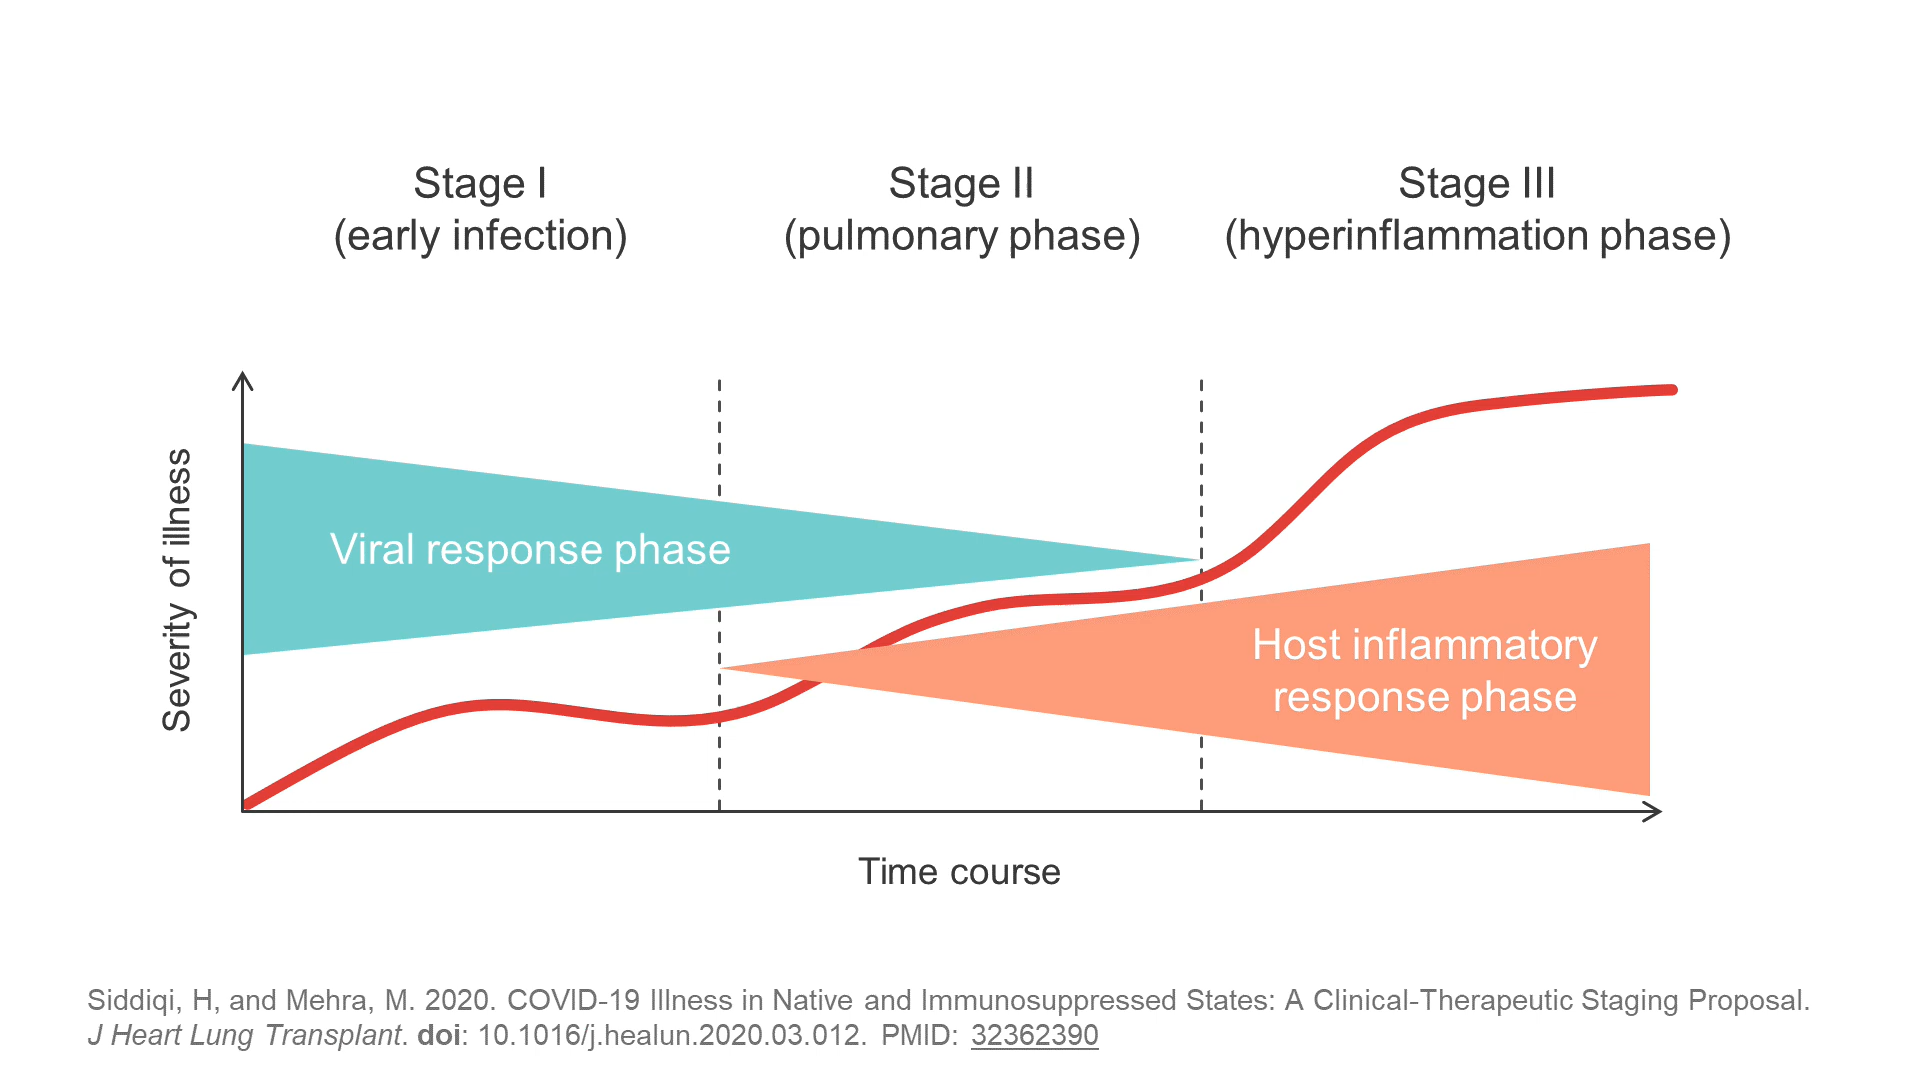 Stage I
(early infection)
Stage II
(pulmonary phase)
Stage III
(hyperinflammation phase)
Severity of illness
Viral response phase
Host inflammatory
response phase
Time course
Siddiqi, H, and Mehra, M. 2020. COVID-19 Illness in Native and Immunosuppressed States: A Clinical-Therapeutic Staging Proposal.
J Heart Lung Transplant. doi: 10.1016/j.healun.2020.03.012. PMID: 32362390